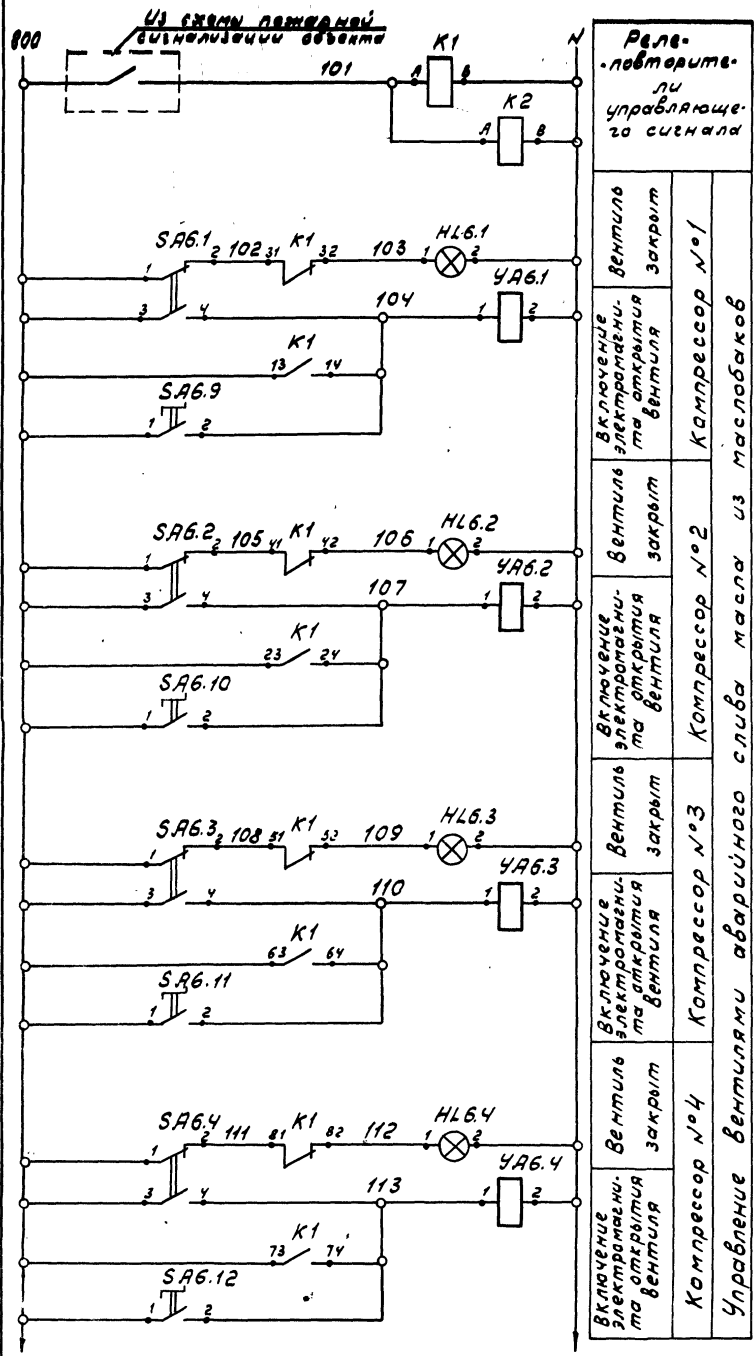 Из схемы пожарной
сигнализации объекта
800
N
101
A K1 B
A K2 B
Реле-
-повторите-
ли
управляюще-
го сигнала
SA6.1
1 2 102 31 K1 32 103 1 HL6.1 2
3 4 104 1 YA6.1 2
K1
13 14
SA6.9
1 2
Вентиль
закрыт
Включение
электромагни-
та открытия
вентиля
Компрессор №1
SA6.2
1 2 105 41 K1 42 106 1 HL6.2 2
3 4 107 1 YA6.2 2
K1
23 24
SA6.10
1 2
Вентиль
закрыт
Включение
электромагни-
та открытия
вентиля
Компрессор №2
SA6.3
1 2 108 51 K1 52 109 1 HL6.3 2
3 4 110 1 YA6.3 2
K1
63 64
SA6.11
1 2
Вентиль
закрыт
Включение
электромагни-
та открытия
вентиля
Компрессор №3
SA6.4
1 2 111 81 K1 82 112 1 HL6.4 2
3 4 113 1 YA6.4 2
K1
73 74
SA6.12
1 2
Вентиль
закрыт
Включение
электромагни-
та открытия
вентиля
Компрессор №4
Управление вентилями аварийного слива масла из маслобаков